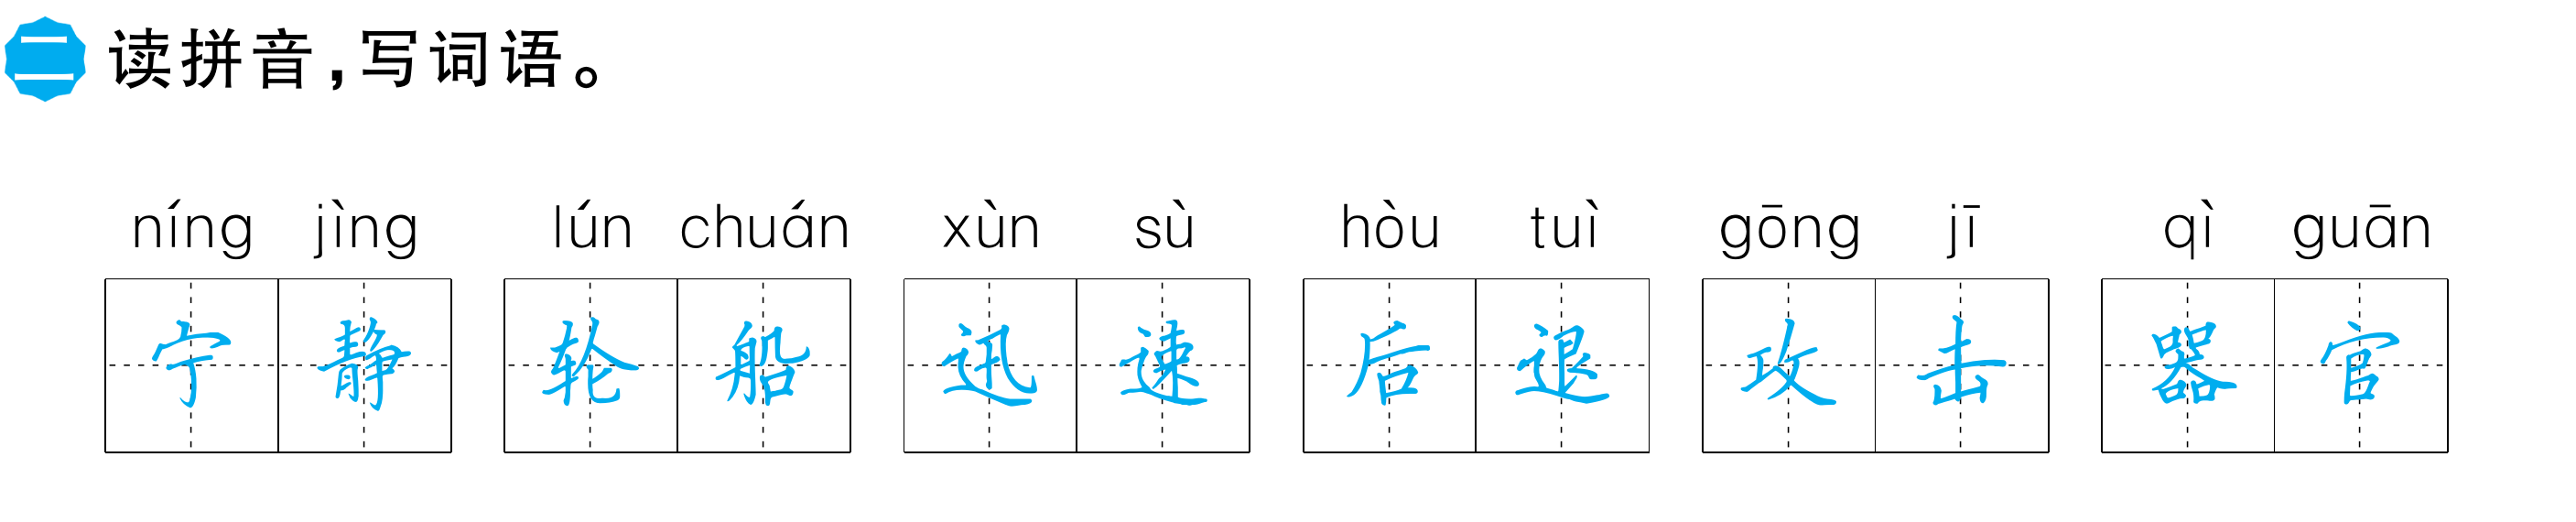 二 读拼音,写词语。
níng jìng lún chuán xùn sù hòu tuì gōng jī qì guān
宁静 轮船 迅速 后退 攻击 器官